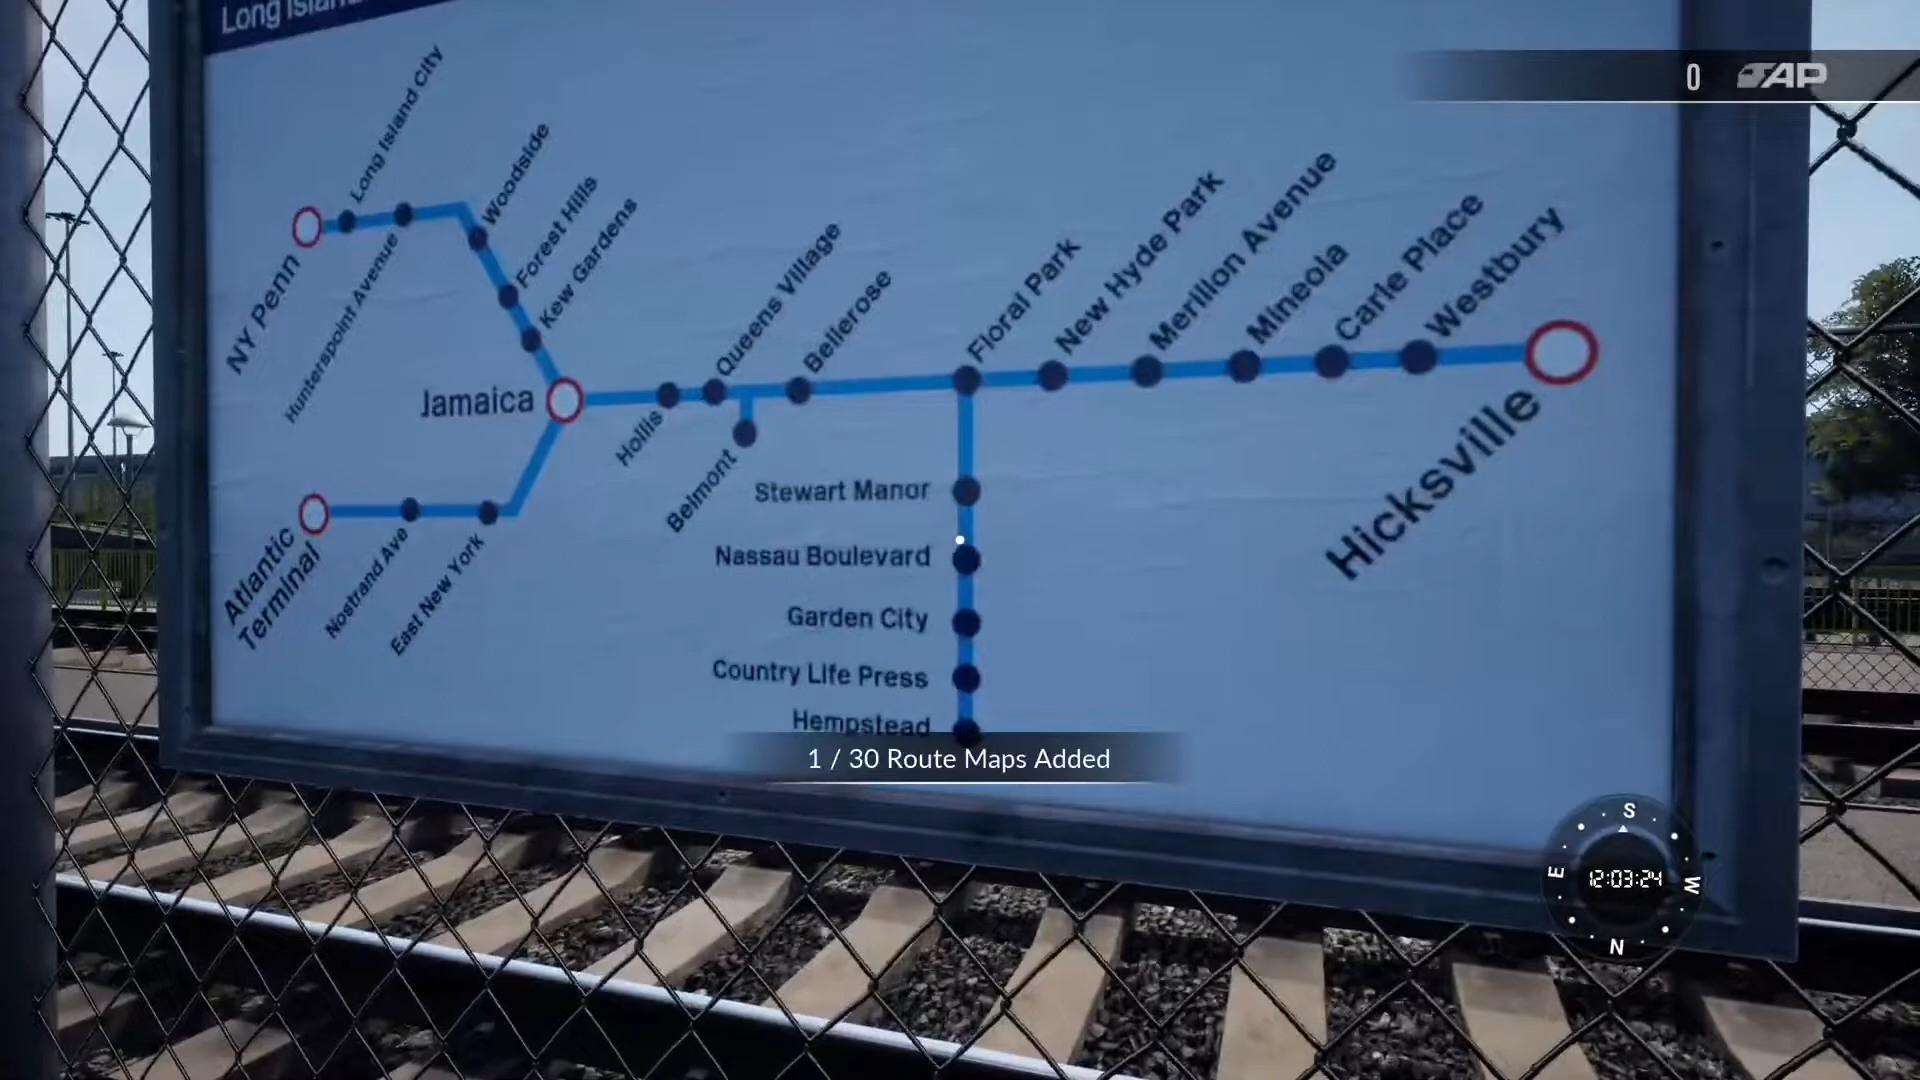 Long Island
0 TAP
Long Island City
Woodside
Forest Hills
Kew Gardens
NY Penn
Hunterspoint Avenue
Jamaica
Queens Village
Bellerose
Floral Park
New Hyde Park
Merillon Avenue
Mineola
Carle Place
Westbury
Hollis
Belmont
Hicksville
Atlantic
Terminal
Nostrand Ave
East New York
Stewart Manor
Nassau Boulevard
Garden City
Country Life Press
Hempstead
1 / 30 Route Maps Added
S
E
12:03:24
W
N